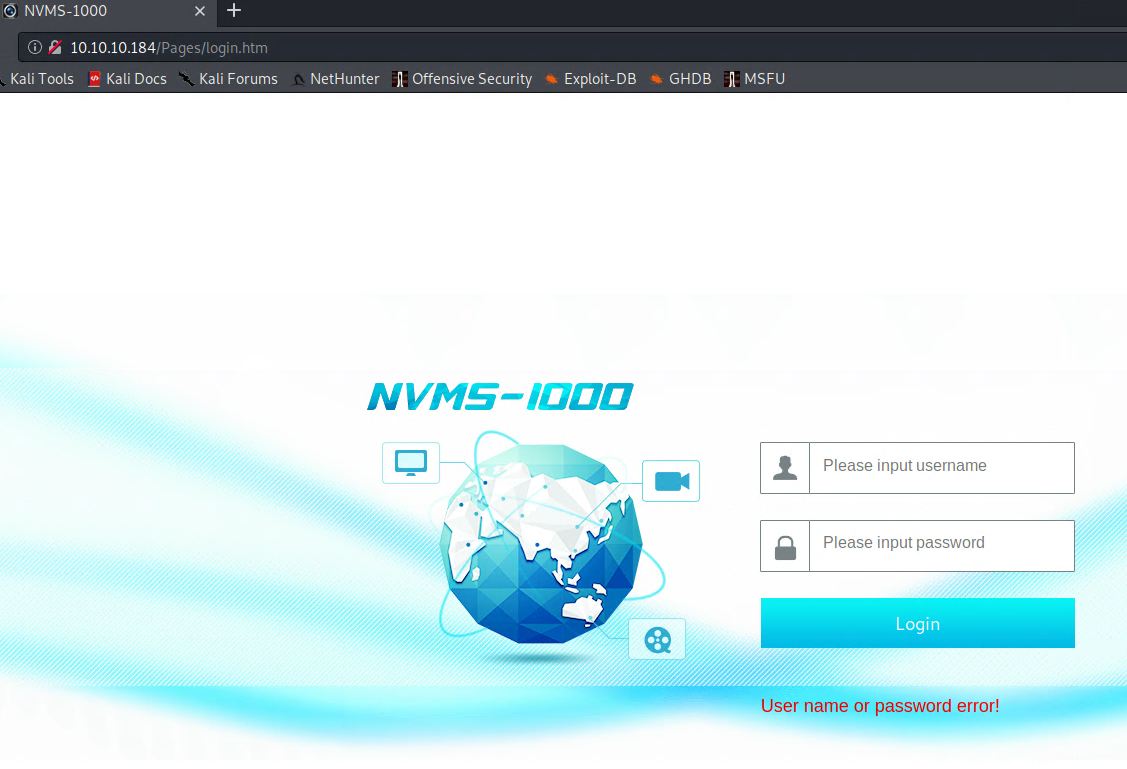 NVMS-1000
10.10.10.184/Pages/login.htm
Kali Tools Kali Docs Kali Forums NetHunter Offensive Security Exploit-DB GHDB MSFU
NVMS-1000
Please input username
Please input password
Login
User name or password error!